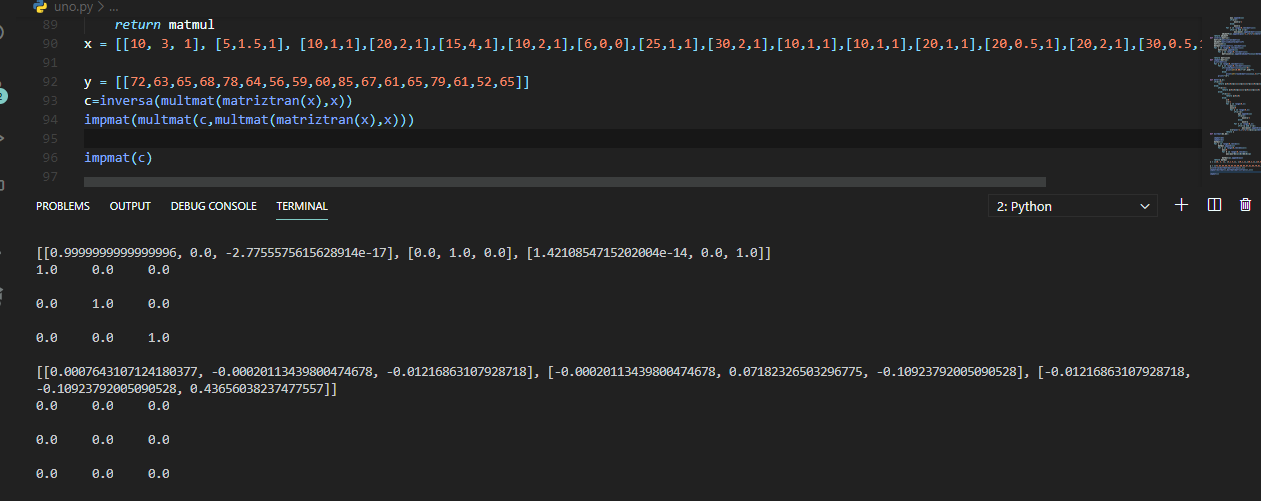 uno.py > ...
89 return matmul
90 x = [[10, 3, 1], [5,1.5,1], [10,1,1],[20,2,1],[15,4,1],[10,2,1],[6,0,0],[25,1,1],[30,2,1],[10,1,1],[10,1,1],[20,1,1],[20,0.5,1],[20,2,1],[30,0.5,1
91
92 y = [[72,63,65,68,78,64,56,59,60,85,67,61,65,79,61,52,65]]
93 c=inversa(multmat(matriztran(x),x))
94 impmat(multmat(c,multmat(matriztran(x),x)))
95
96 impmat(c)
97
PROBLEMS OUTPUT DEBUG CONSOLE TERMINAL 2: Python
[[0.9999999999999996, 0.0, -2.7755575615628914e-17], [0.0, 1.0, 0.0], [1.4210854715202004e-14, 0.0, 1.0]]
1.0 0.0 0.0
0.0 1.0 0.0
0.0 0.0 1.0
[[0.0007643107124180377, -0.00020113439800474678, -0.01216863107928718], [-0.00020113439800474678, 0.07182326503296775, -0.10923792005090528], [-0.01216863107928718,
-0.10923792005090528, 0.43656038237477557]]
0.0 0.0 0.0
0.0 0.0 0.0
0.0 0.0 0.0